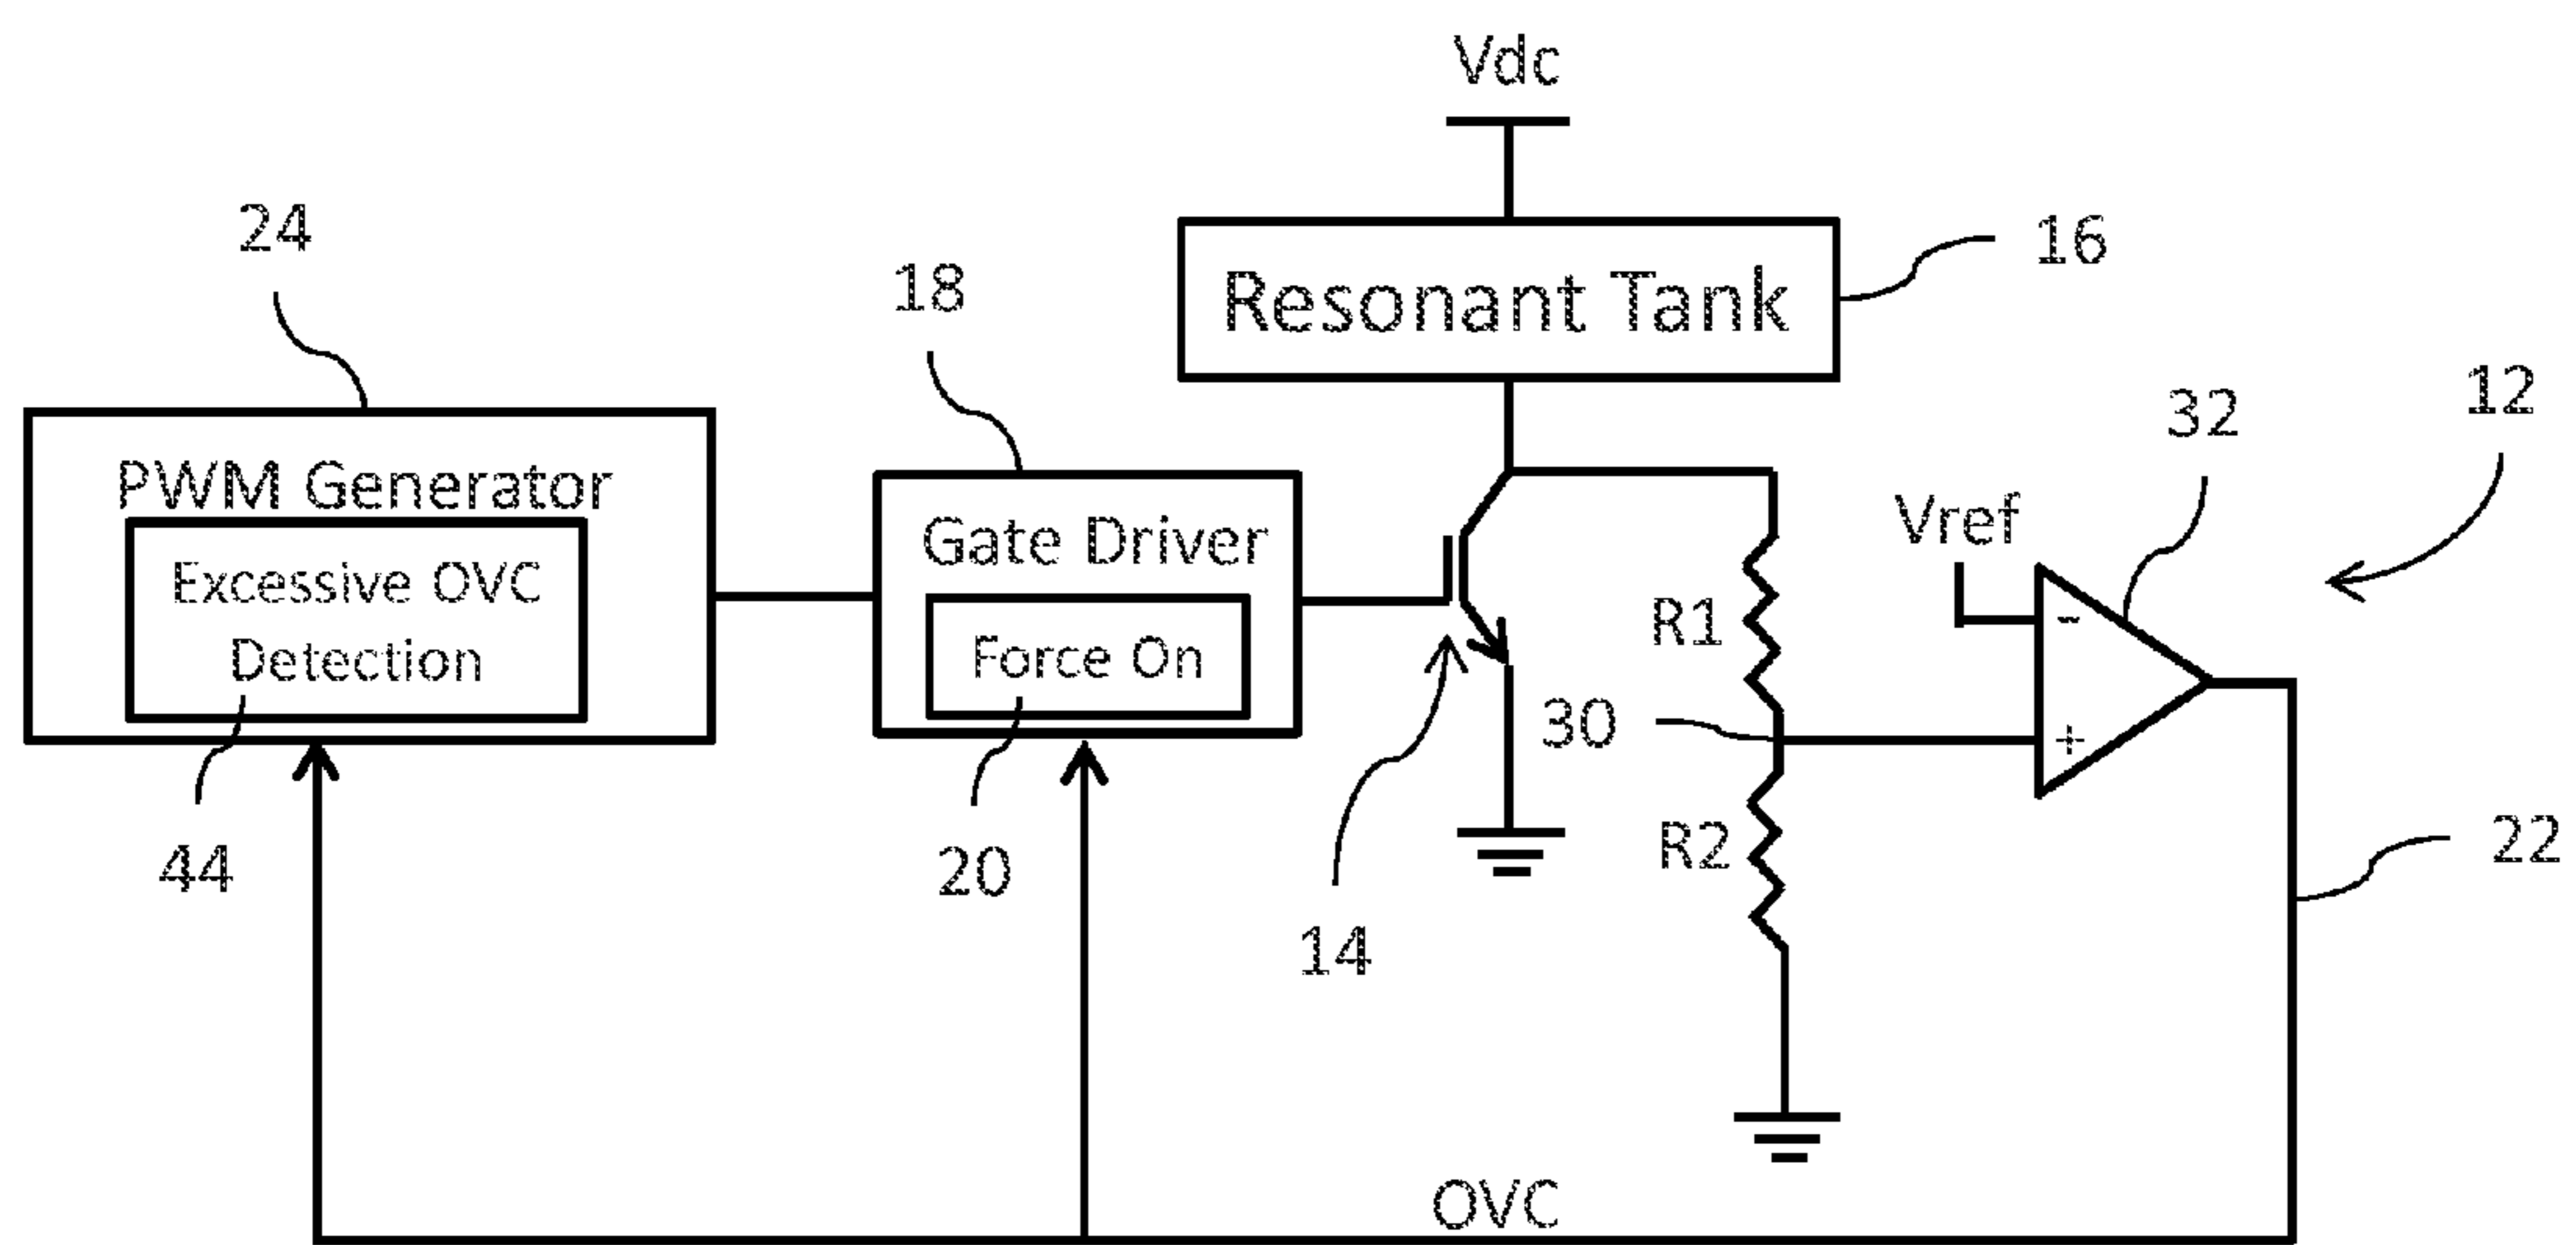 Vdc
24
16
18
Resonant Tank
12
32
PWM Generator
Vref
Gate Driver
Excessive OVC
Detection
-
R1
Force On
30
+
44
20
R2
22
14
OVC